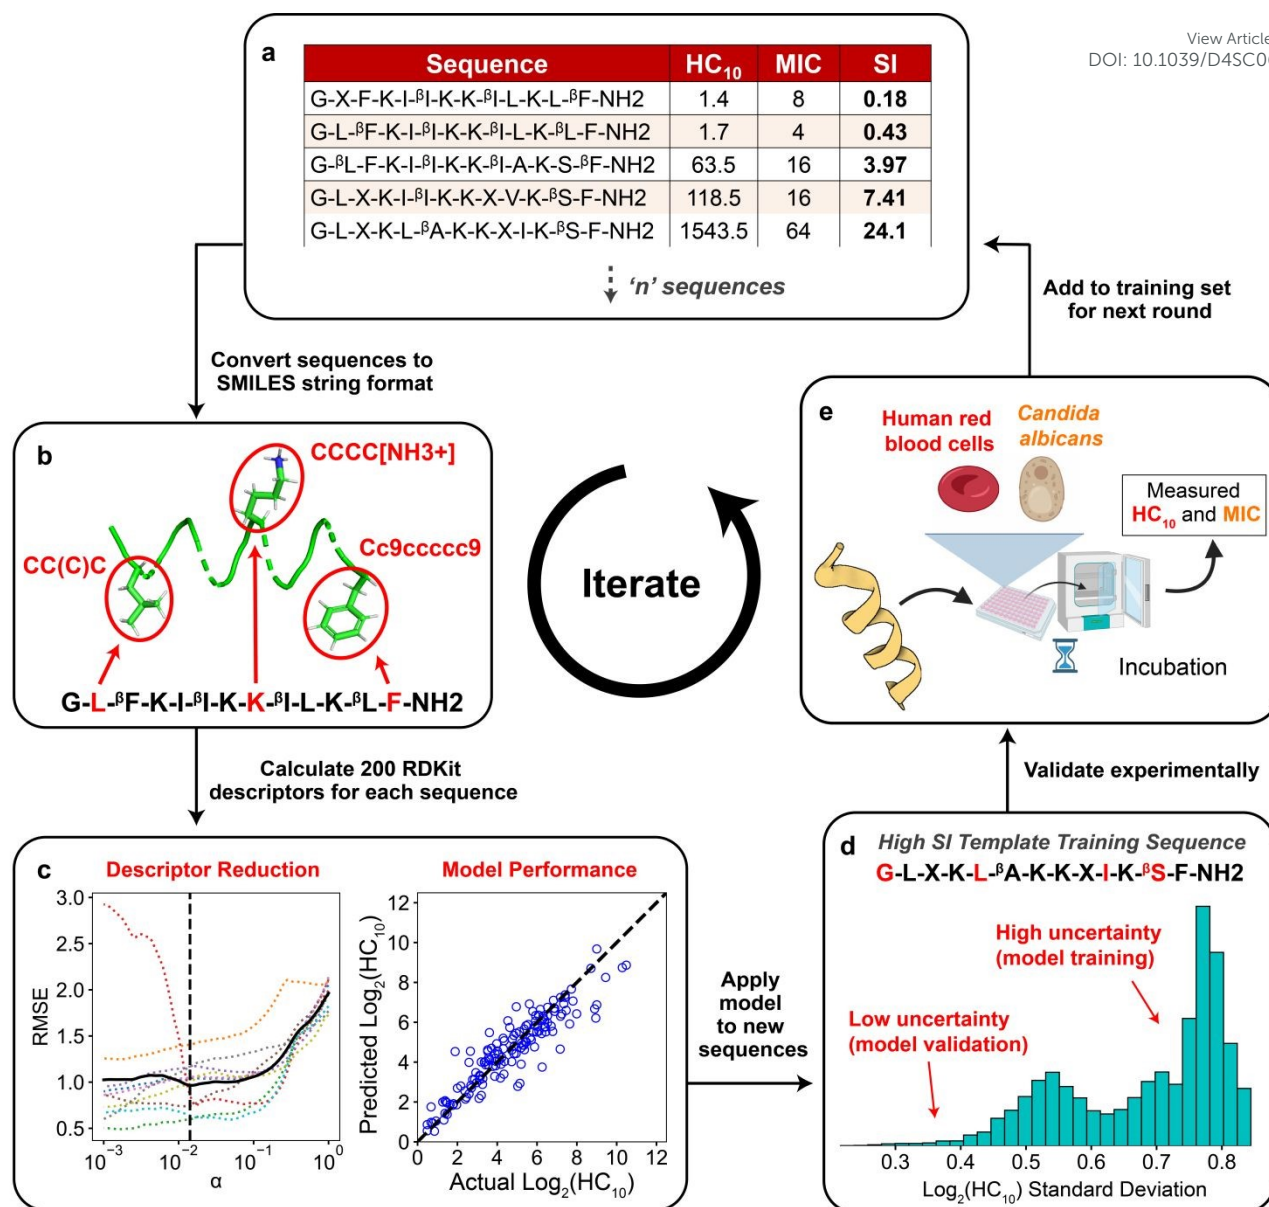 View Article
DOI: 10.1039/D4SC0
a
Sequence HC₁₀ MIC SI
G-X-F-K-I-ᵝI-K-K-ᵝI-L-K-L-ᵝF-NH2 1.4 8 0.18
G-L-ᵝF-K-I-ᵝI-K-K-ᵝI-L-K-ᵝL-F-NH2 1.7 4 0.43
G-ᵝL-F-K-I-ᵝI-K-K-ᵝI-A-K-S-ᵝF-NH2 63.5 16 3.97
G-L-X-K-I-ᵝI-K-K-X-V-K-ᵝS-F-NH2 118.5 16 7.41
G-L-X-K-L-ᵝA-K-K-X-I-K-ᵝS-F-NH2 1543.5 64 24.1
‘n’ sequences
Convert sequences to
SMILES string format
Add to training set
for next round
b
CCCC[NH3+]
CC(C)C
Cc9ccccc9
G-L-ᵝF-K-I-ᵝI-K-K-ᵝI-L-K-ᵝL-F-NH2
Iterate
e
Human red
blood cells
Candida
albicans
Measured
HC₁₀ and MIC
Incubation
Calculate 200 RDKit
descriptors for each sequence
Validate experimentally
c
Descriptor Reduction
RMSE
3.0
2.5
2.0
1.5
1.0
0.5
10⁻³ 10⁻² 10⁻¹ 10⁰
α
Model Performance
Predicted Log₂(HC₁₀)
12
10
8
6
4
2
0
0 2 4 6 8 10 12
Actual Log₂(HC₁₀)
Apply
model
to new
sequences
d
High SI Template Training Sequence
G-L-X-K-L-ᵝA-K-K-X-I-K-ᵝS-F-NH2
High uncertainty
(model training)
Low uncertainty
(model validation)
0.3 0.4 0.5 0.6 0.7 0.8
Log₂(HC₁₀) Standard Deviation